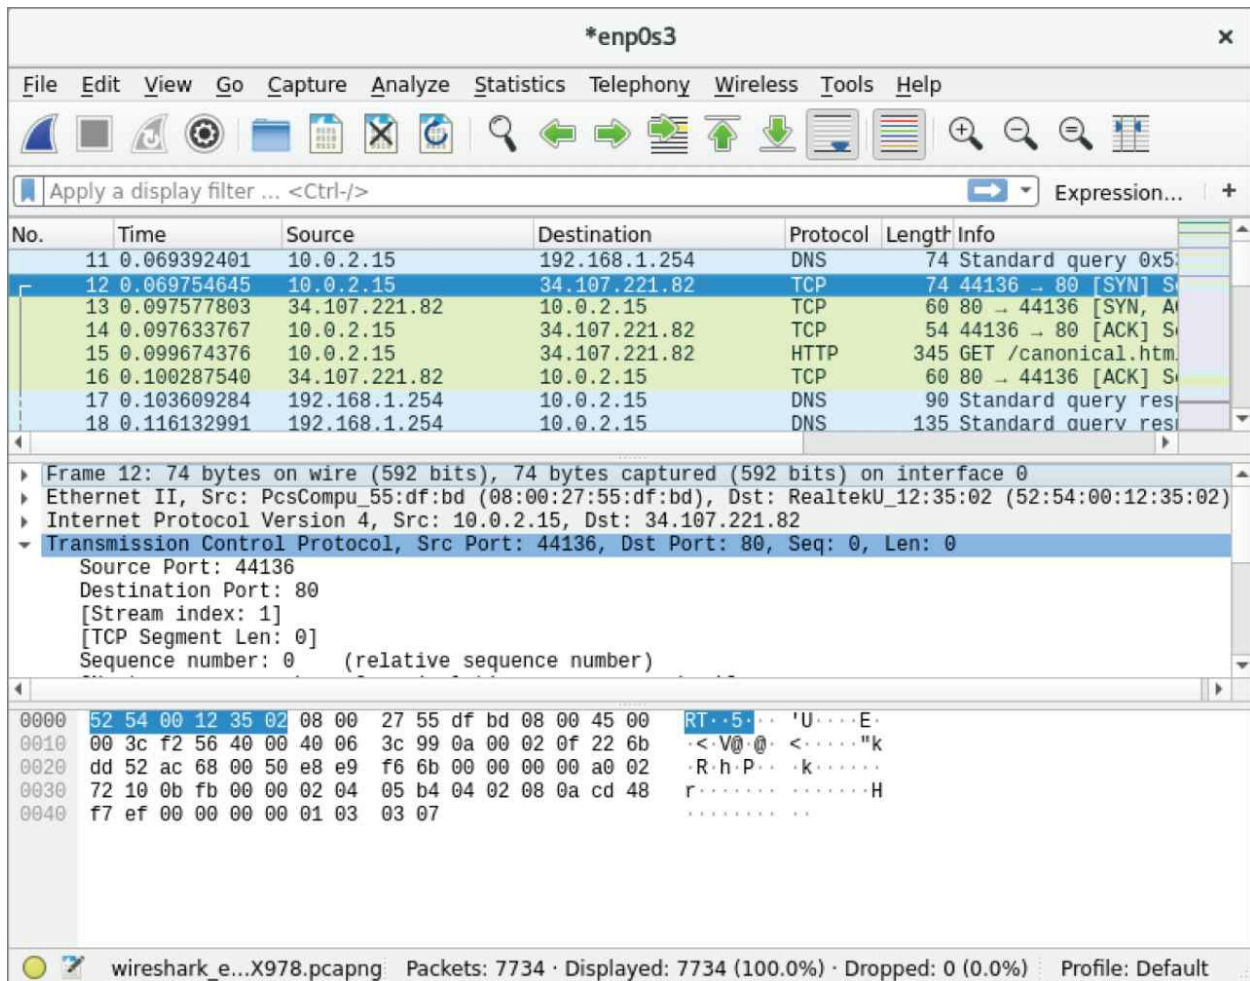 *enp0s3
File Edit View Go Capture Analyze Statistics Telephony Wireless Tools Help
Apply a display filter ... <Ctrl-/> Expression... +
No. Time Source Destination Protocol Length Info
11 0.069392401 10.0.2.15 192.168.1.254 DNS 74 Standard query 0x5
12 0.069754645 10.0.2.15 34.107.221.82 TCP 74 44136 → 80 [SYN] S
13 0.097577803 34.107.221.82 10.0.2.15 TCP 60 80 → 44136 [SYN, A
14 0.097633767 10.0.2.15 34.107.221.82 TCP 54 44136 → 80 [ACK] S
15 0.099674376 10.0.2.15 34.107.221.82 HTTP 345 GET /canonical.htm
16 0.100287540 34.107.221.82 10.0.2.15 TCP 60 80 → 44136 [ACK] S
17 0.103609284 192.168.1.254 10.0.2.15 DNS 90 Standard query res
18 0.116132991 192.168.1.254 10.0.2.15 DNS 135 Standard query res
Frame 12: 74 bytes on wire (592 bits), 74 bytes captured (592 bits) on interface 0
Ethernet II, Src: PcsCompu_55:df:bd (08:00:27:55:df:bd), Dst: RealtekU_12:35:02 (52:54:00:12:35:02)
Internet Protocol Version 4, Src: 10.0.2.15, Dst: 34.107.221.82
Transmission Control Protocol, Src Port: 44136, Dst Port: 80, Seq: 0, Len: 0
Source Port: 44136
Destination Port: 80
[Stream index: 1]
[TCP Segment Len: 0]
Sequence number: 0 (relative sequence number)
0000 52 54 00 12 35 02 08 00 27 55 df bd 08 00 45 00 RT··5··· 'U····E·
0010 00 3c f2 56 40 00 40 06 3c 99 0a 00 02 0f 22 6b ·<·V@·@· <·····"k
0020 dd 52 ac 68 00 50 e8 e9 f6 6b 00 00 00 00 a0 02 ·R·h·P·· ·k······
0030 72 10 0b fb 00 00 02 04 05 b4 04 02 08 0a cd 48 r······· ·······H
0040 f7 ef 00 00 00 00 01 03 03 07 ········ ··
wireshark_e...X978.pcapng Packets: 7734 · Displayed: 7734 (100.0%) · Dropped: 0 (0.0%) Profile: Default